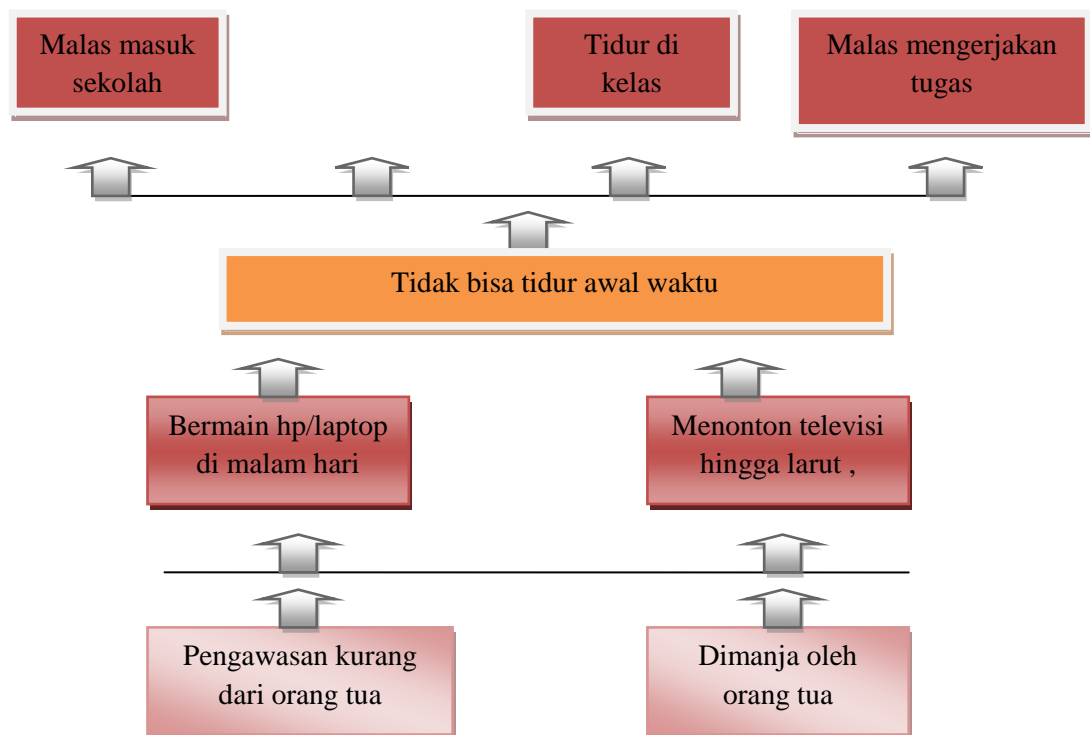 Malas masuk
sekolah
Tidur di
kelas
Malas mengerjakan
tugas
Tidak bisa tidur awal waktu
Bermain hp/laptop
di malam hari
Menonton televisi
hingga larut ,
Pengawasan kurang
dari orang tua
Dimanja oleh
orang tua